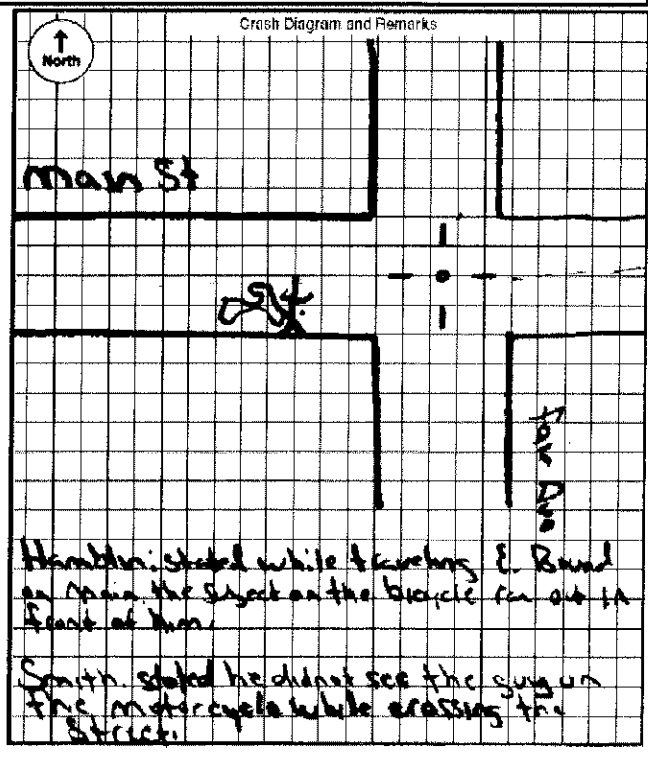 Crash Diagram and Remarks
North
Main St
Hamblin: stated while traveling E. Bound
on Main the subject on the bicycle ran out in
front of him.
Smith stated he didnot see the guy on
the motorcycle while crossing the
Street.